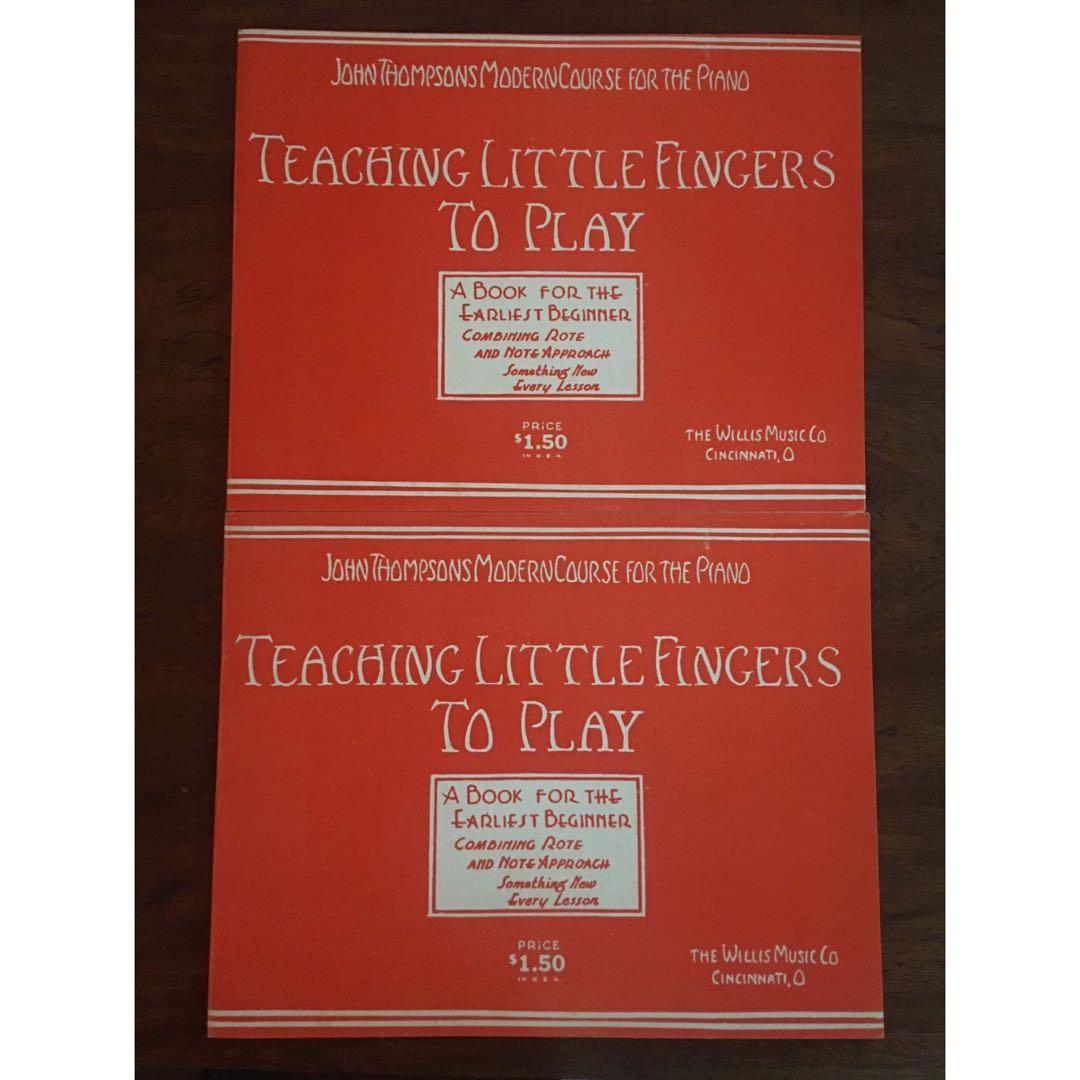 JOHN THOMPSONS MODERN COURSE FOR THE PIANO
TEACHING LITTLE FINGERS
TO PLAY
A BOOK FOR THE
EARLIEST BEGINNER
COMBINING ROTE
AND NOTE APPROACH
Something New
Every Lesson
PRiCE
$1.50
IN U.S.A.
THE WILLIS MUSIC CO
CINCINNATI, O
JOHN THOMPSONS MODERN COURSE FOR THE PIANO
TEACHING LITTLE FINGERS
TO PLAY
A BOOK FOR THE
EARLIEST BEGINNER
COMBINING ROTE
AND NOTE APPROACH
Something New
Every Lesson
PRiCE
$1.50
IN U.S.A.
THE WILLIS MUSIC CO
CINCINNATI, O